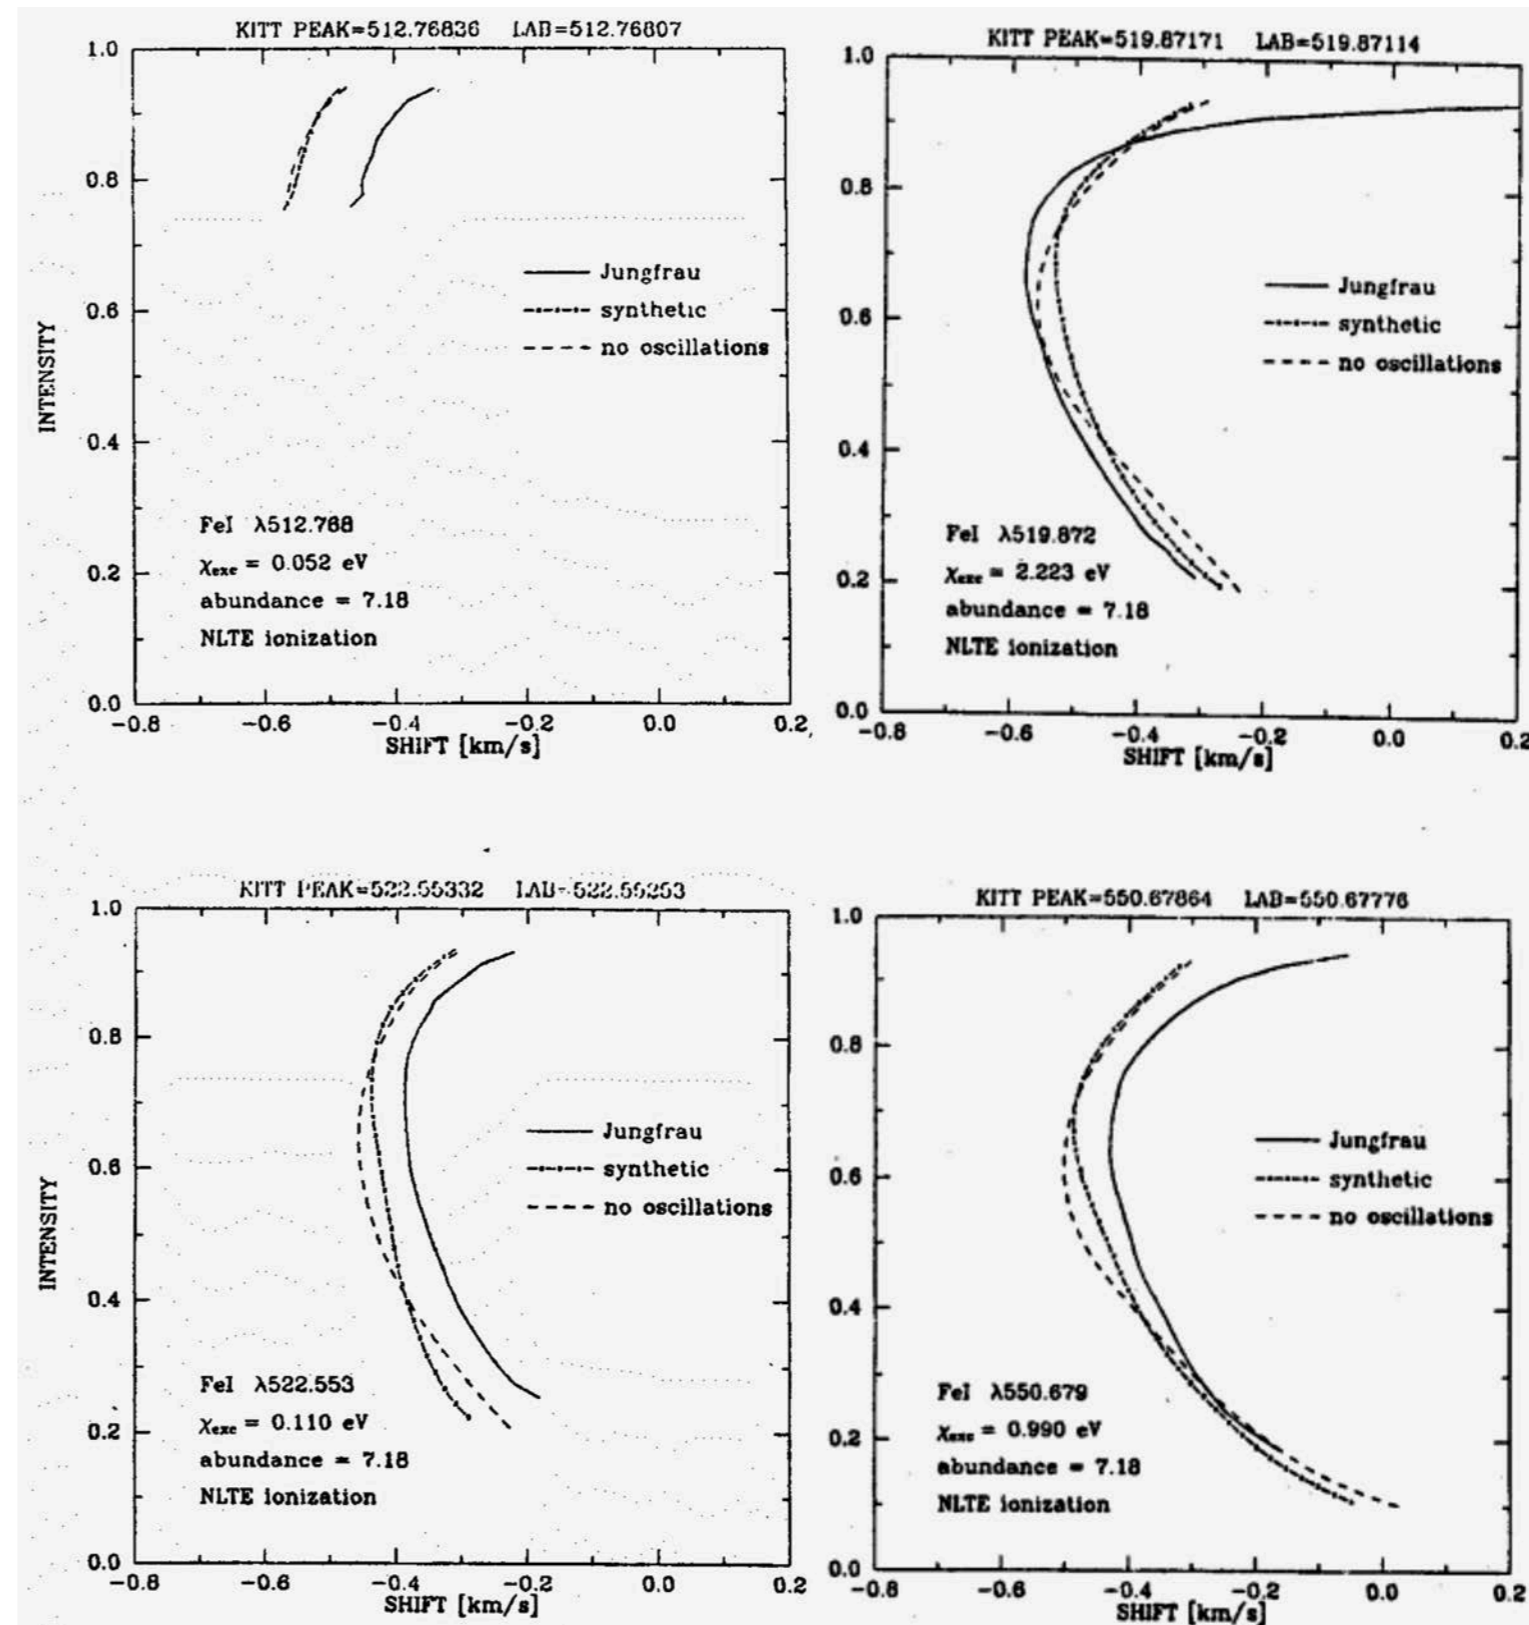 KITT PEAK=512.76836 LAB=512.76807
1.0
0.8
0.6
0.4
0.2
0.0
INTENSITY
Jungfrau
synthetic
no oscillations
FeI λ512.768
χexc = 0.052 eV
abundance = 7.18
NLTE ionization
−0.8 −0.6 −0.4 −0.2 0.0 0.2
SHIFT [km/s]
KITT PEAK=519.87171 LAB=519.87114
1.0
0.8
0.6
0.4
0.2
0.0
Jungfrau
synthetic
no oscillations
FeI λ519.872
χexc = 2.223 eV
abundance = 7.18
NLTE ionization
−0.8 −0.6 −0.4 −0.2 0.0 0.2
SHIFT [km/s]
KITT PEAK=522.55332 LAB=522.55253
1.0
0.8
0.6
0.4
0.2
0.0
INTENSITY
Jungfrau
synthetic
no oscillations
FeI λ522.553
χexc = 0.110 eV
abundance = 7.18
NLTE ionization
−0.8 −0.6 −0.4 −0.2 0.0 0.2
SHIFT [km/s]
KITT PEAK=550.67864 LAB=550.67776
1.0
0.8
0.6
0.4
0.2
0.0
Jungfrau
synthetic
no oscillations
FeI λ550.679
χexc = 0.990 eV
abundance = 7.18
NLTE ionization
−0.8 −0.6 −0.4 −0.2 0.0 0.2
SHIFT [km/s]